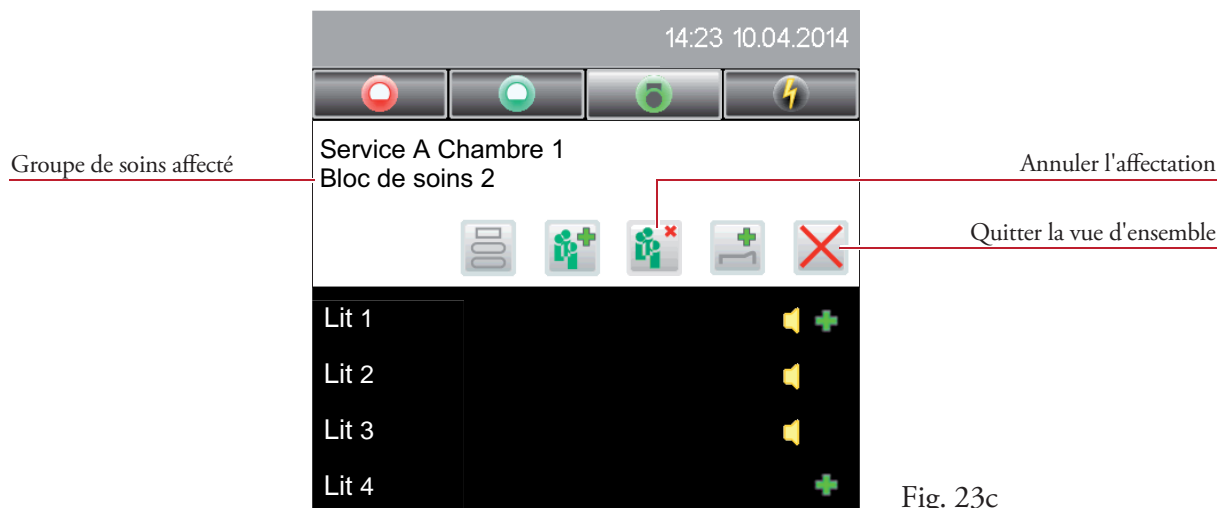 14:23 10.04.2014
Service A Chambre 1
Bloc de soins 2
Groupe de soins affecté
Annuler l'affectation
Quitter la vue d'ensemble
Lit 1
Lit 2
Lit 3
Lit 4
Fig. 23c